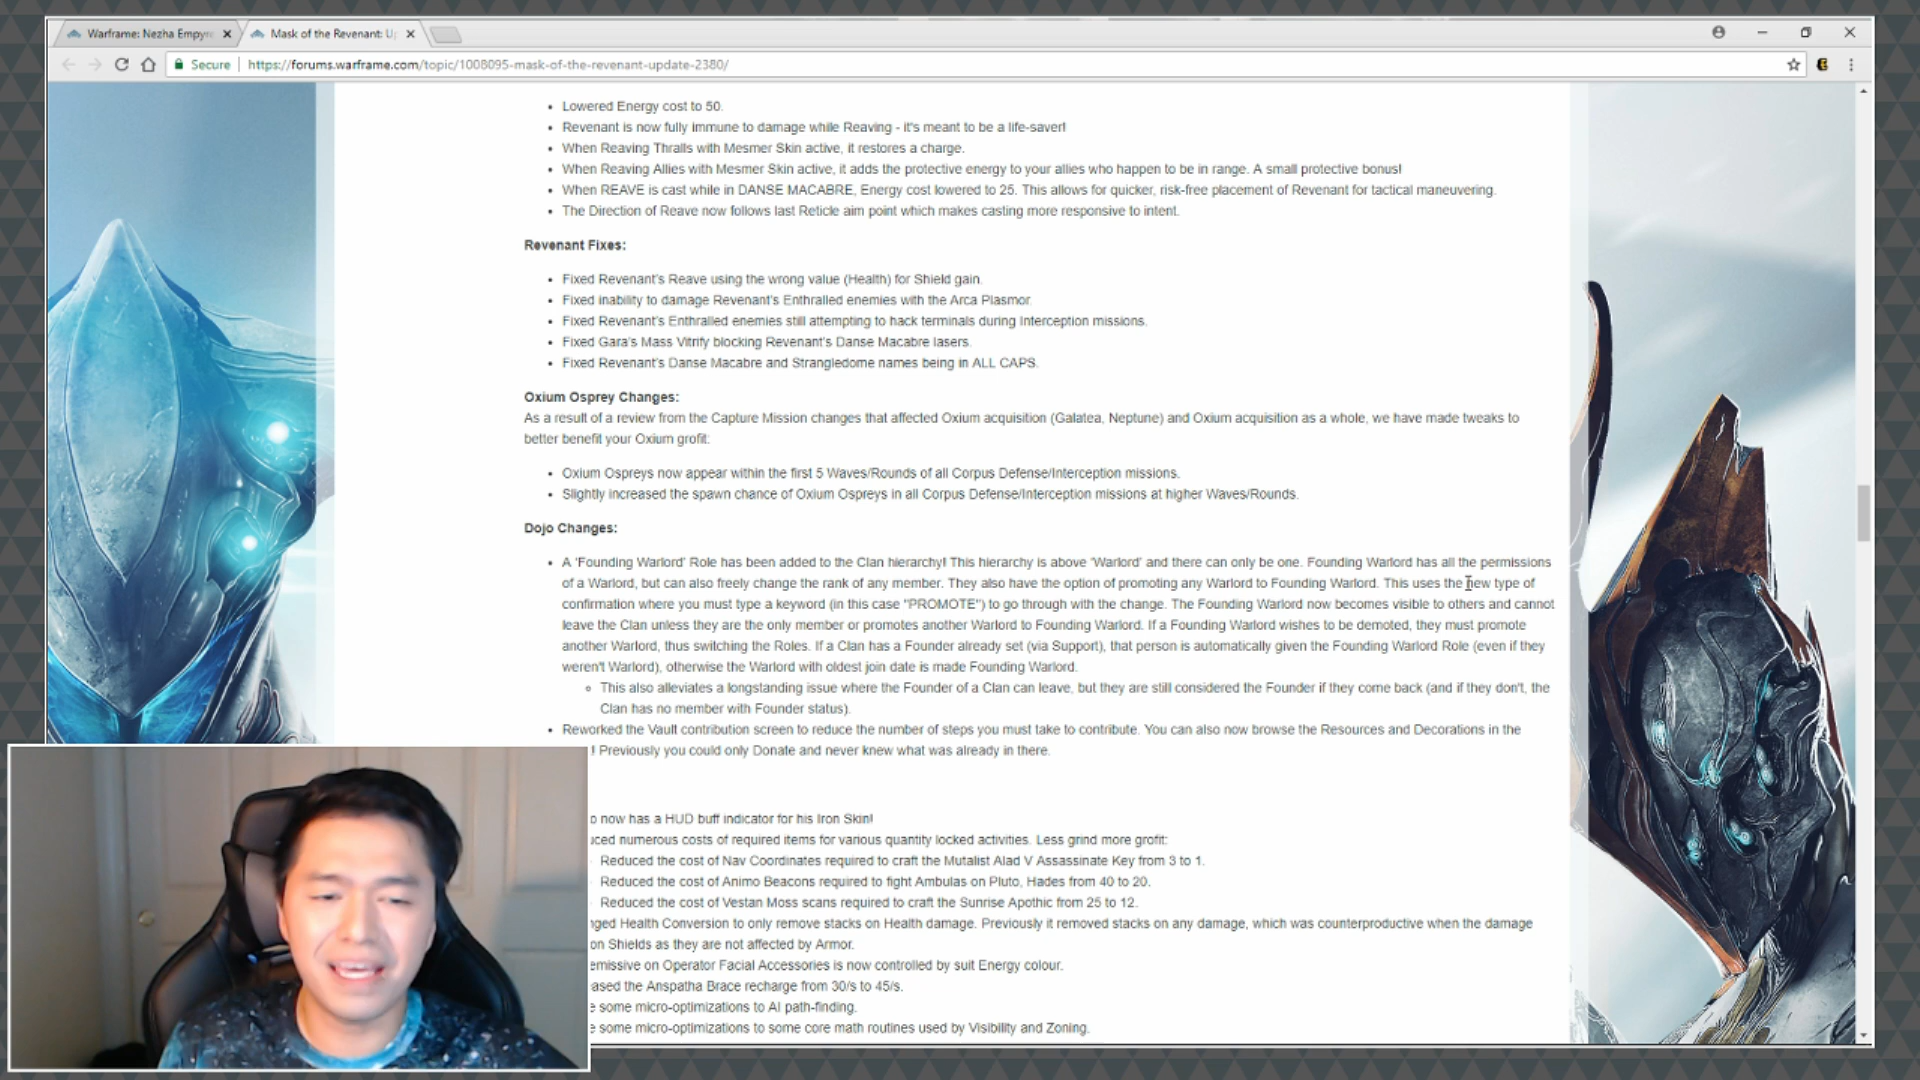 Warframe: Nezha Empyre
Mask of the Revenant: U
Secure | https://forums.warframe.com/topic/1008095-mask-of-the-revenant-update-2380/
• Lowered Energy cost to 50.
• Revenant is now fully immune to damage while Reaving - it's meant to be a life-saver!
• When Reaving Thralls with Mesmer Skin active, it restores a charge.
• When Reaving Allies with Mesmer Skin active, it adds the protective energy to your allies who happen to be in range. A small protective bonus!
• When REAVE is cast while in DANSE MACABRE, Energy cost lowered to 25. This allows for quicker, risk-free placement of Revenant for tactical maneuvering.
• The Direction of Reave now follows last Reticle aim point which makes casting more responsive to intent.
Revenant Fixes:
• Fixed Revenant's Reave using the wrong value (Health) for Shield gain.
• Fixed inability to damage Revenant's Enthralled enemies with the Arca Plasmor.
• Fixed Revenant's Enthralled enemies still attempting to hack terminals during Interception missions.
• Fixed Gara's Mass Vitrify blocking Revenant's Danse Macabre lasers.
• Fixed Revenant's Danse Macabre and Strangledome names being in ALL CAPS.
Oxium Osprey Changes:
As a result of a review from the Capture Mission changes that affected Oxium acquisition (Galatea, Neptune) and Oxium acquisition as a whole, we have made tweaks to
better benefit your Oxium grofit:
• Oxium Ospreys now appear within the first 5 Waves/Rounds of all Corpus Defense/Interception missions.
• Slightly increased the spawn chance of Oxium Ospreys in all Corpus Defense/Interception missions at higher Waves/Rounds.
Dojo Changes:
• A 'Founding Warlord' Role has been added to the Clan hierarchy! This hierarchy is above 'Warlord' and there can only be one. Founding Warlord has all the permissions
of a Warlord, but can also freely change the rank of any member. They also have the option of promoting any Warlord to Founding Warlord. This uses the new type of
confirmation where you must type a keyword (in this case "PROMOTE") to go through with the change. The Founding Warlord now becomes visible to others and cannot
leave the Clan unless they are the only member or promotes another Warlord to Founding Warlord. If a Founding Warlord wishes to be demoted, they must promote
another Warlord, thus switching the Roles. If a Clan has a Founder already set (via Support), that person is automatically given the Founding Warlord Role (even if they
weren't Warlord), otherwise the Warlord with oldest join date is made Founding Warlord.
◦ This also alleviates a longstanding issue where the Founder of a Clan can leave, but they are still considered the Founder if they come back (and if they don't, the
Clan has no member with Founder status).
• Reworked the Vault contribution screen to reduce the number of steps you must take to contribute. You can also now browse the Resources and Decorations in the
! Previously you could only Donate and never knew what was already in there.
o now has a HUD buff indicator for his Iron Skin!
uced numerous costs of required items for various quantity locked activities. Less grind more grofit:
Reduced the cost of Nav Coordinates required to craft the Mutalist Alad V Assassinate Key from 3 to 1.
Reduced the cost of Animo Beacons required to fight Ambulas on Pluto, Hades from 40 to 20.
Reduced the cost of Vestan Moss scans required to craft the Sunrise Apothic from 25 to 12.
nged Health Conversion to only remove stacks on Health damage. Previously it removed stacks on any damage, which was counterproductive when the damage
on Shields as they are not affected by Armor.
emissive on Operator Facial Accessories is now controlled by suit Energy colour.
ased the Anspatha Brace recharge from 30/s to 45/s.
e some micro-optimizations to AI path-finding.
e some micro-optimizations to some core math routines used by Visibility and Zoning.